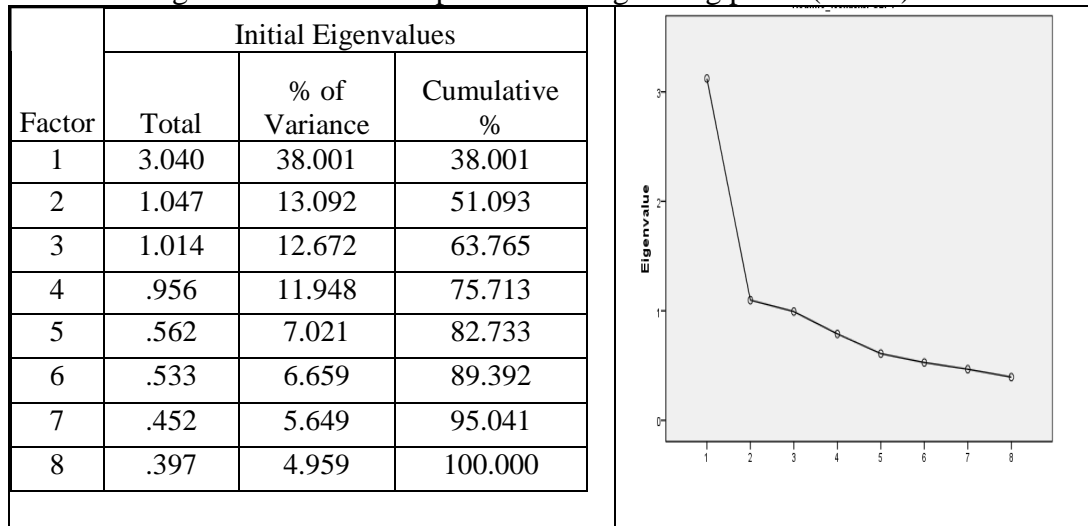 Initial Eigenvalues
Factor Total % of Variance Cumulative %
1 3.040 38.001 38.001
2 1.047 13.092 51.093
3 1.014 12.672 63.765
4 .956 11.948 75.713
5 .562 7.021 82.733
6 .533 6.659 89.392
7 .452 5.649 95.041
8 .397 4.959 100.000
Eigenvalue
3
2
1
0
1 2 3 4 5 6 7 8